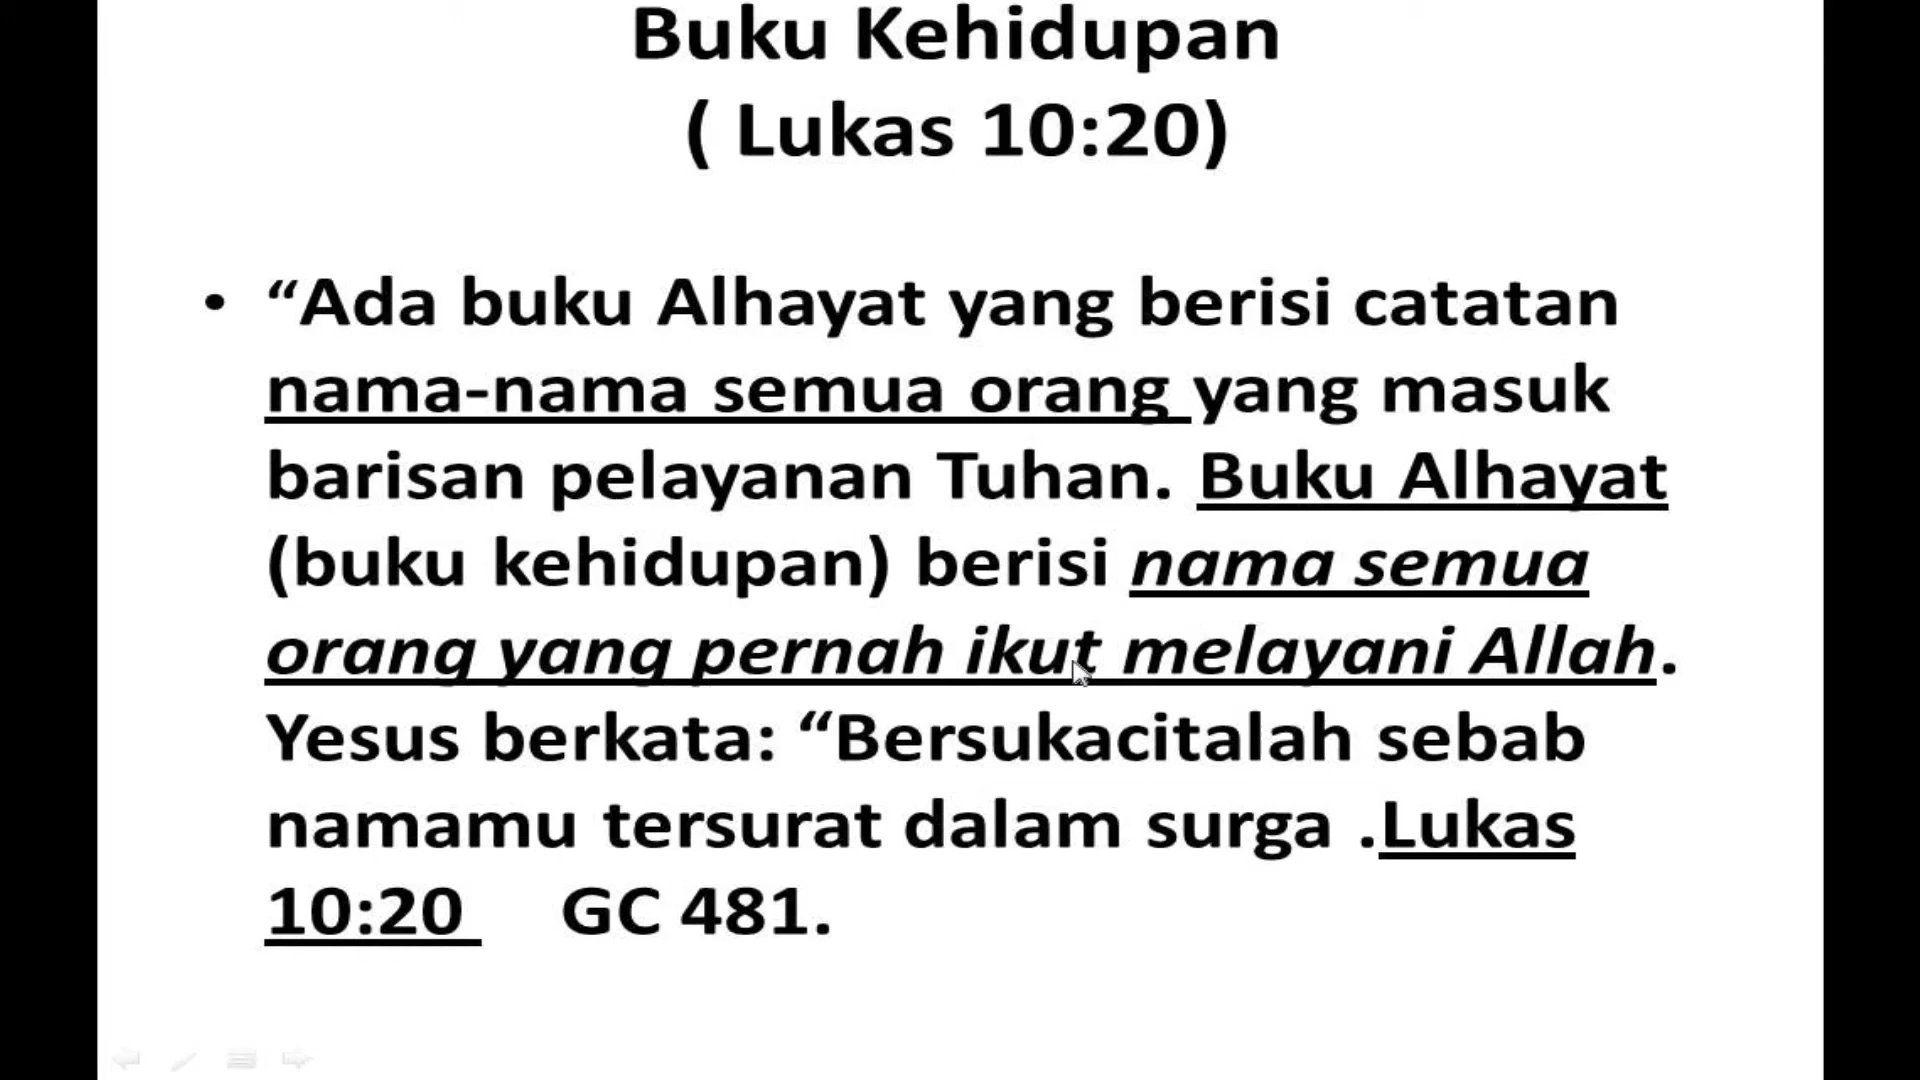 Buku Kehidupan
( Lukas 10:20)
• “Ada buku Alhayat yang berisi catatan
nama-nama semua orang yang masuk
barisan pelayanan Tuhan. Buku Alhayat
(buku kehidupan) berisi nama semua
orang yang pernah ikut melayani Allah.
Yesus berkata: “Bersukacitalah sebab
namamu tersurat dalam surga .Lukas
10:20 GC 481.